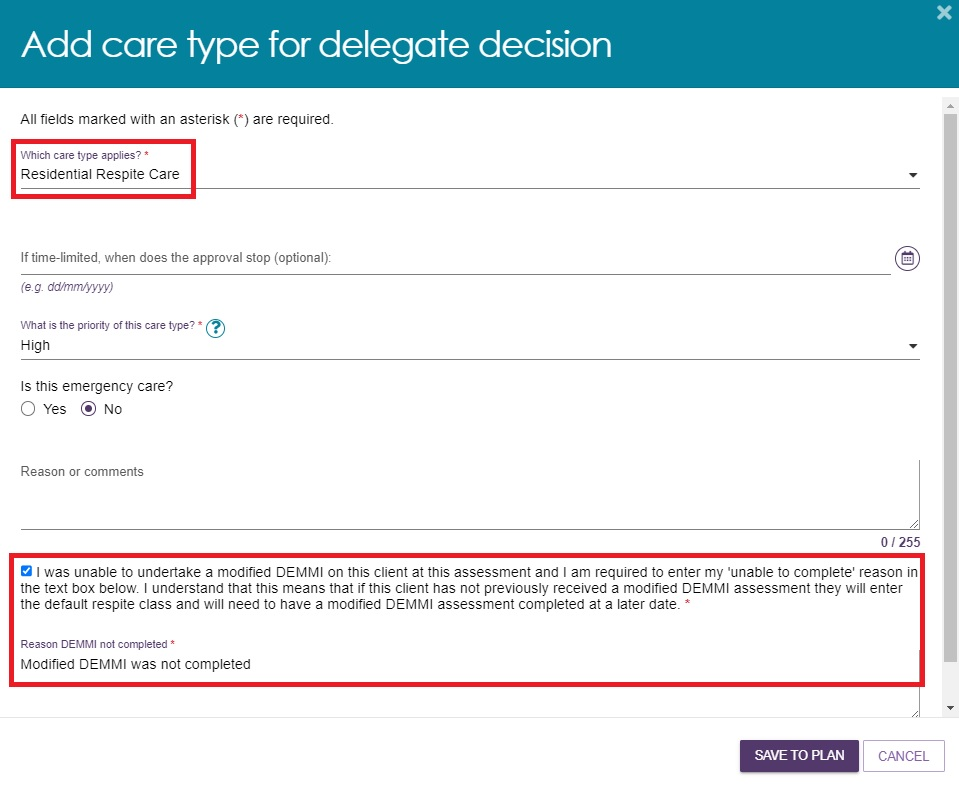 Add care type for delegate decision
All fields marked with an asterisk (*) are required.
Which care type applies? *
Residential Respite Care
If time-limited, when does the approval stop (optional):
(e.g. dd/mm/yyyy)
What is the priority of this care type? * ?
High
Is this emergency care?
Yes No
Reason or comments
0 / 255
I was unable to undertake a modified DEMMI on this client at this assessment and I am required to enter my 'unable to complete' reason in
the text box below. I understand that this means that if this client has not previously received a modified DEMMI assessment they will enter
the default respite class and will need to have a modified DEMMI assessment completed at a later date. *
Reason DEMMI not completed *
Modified DEMMI was not completed
SAVE TO PLAN CANCEL